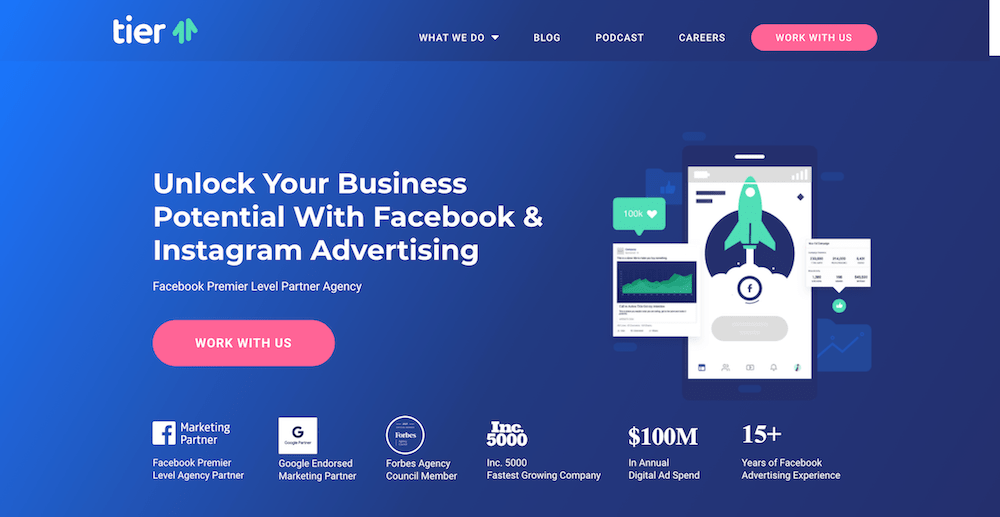 tier
WHAT WE DO
BLOG
PODCAST
CAREERS
WORK WITH US
Unlock Your Business
Potential With Facebook &
Instagram Advertising
Facebook Premier Level Partner Agency
WORK WITH US
100k
Marketing
Partner
Facebook Premier
Level Agency Partner
Google Partner
Google Endorsed
Marketing Partner
Forbes
Forbes Agency
Council Member
Inc.
5000
Inc. 5000
Fastest Growing Company
$100M
In Annual
Digital Ad Spend
15+
Years of Facebook
Advertising Experience